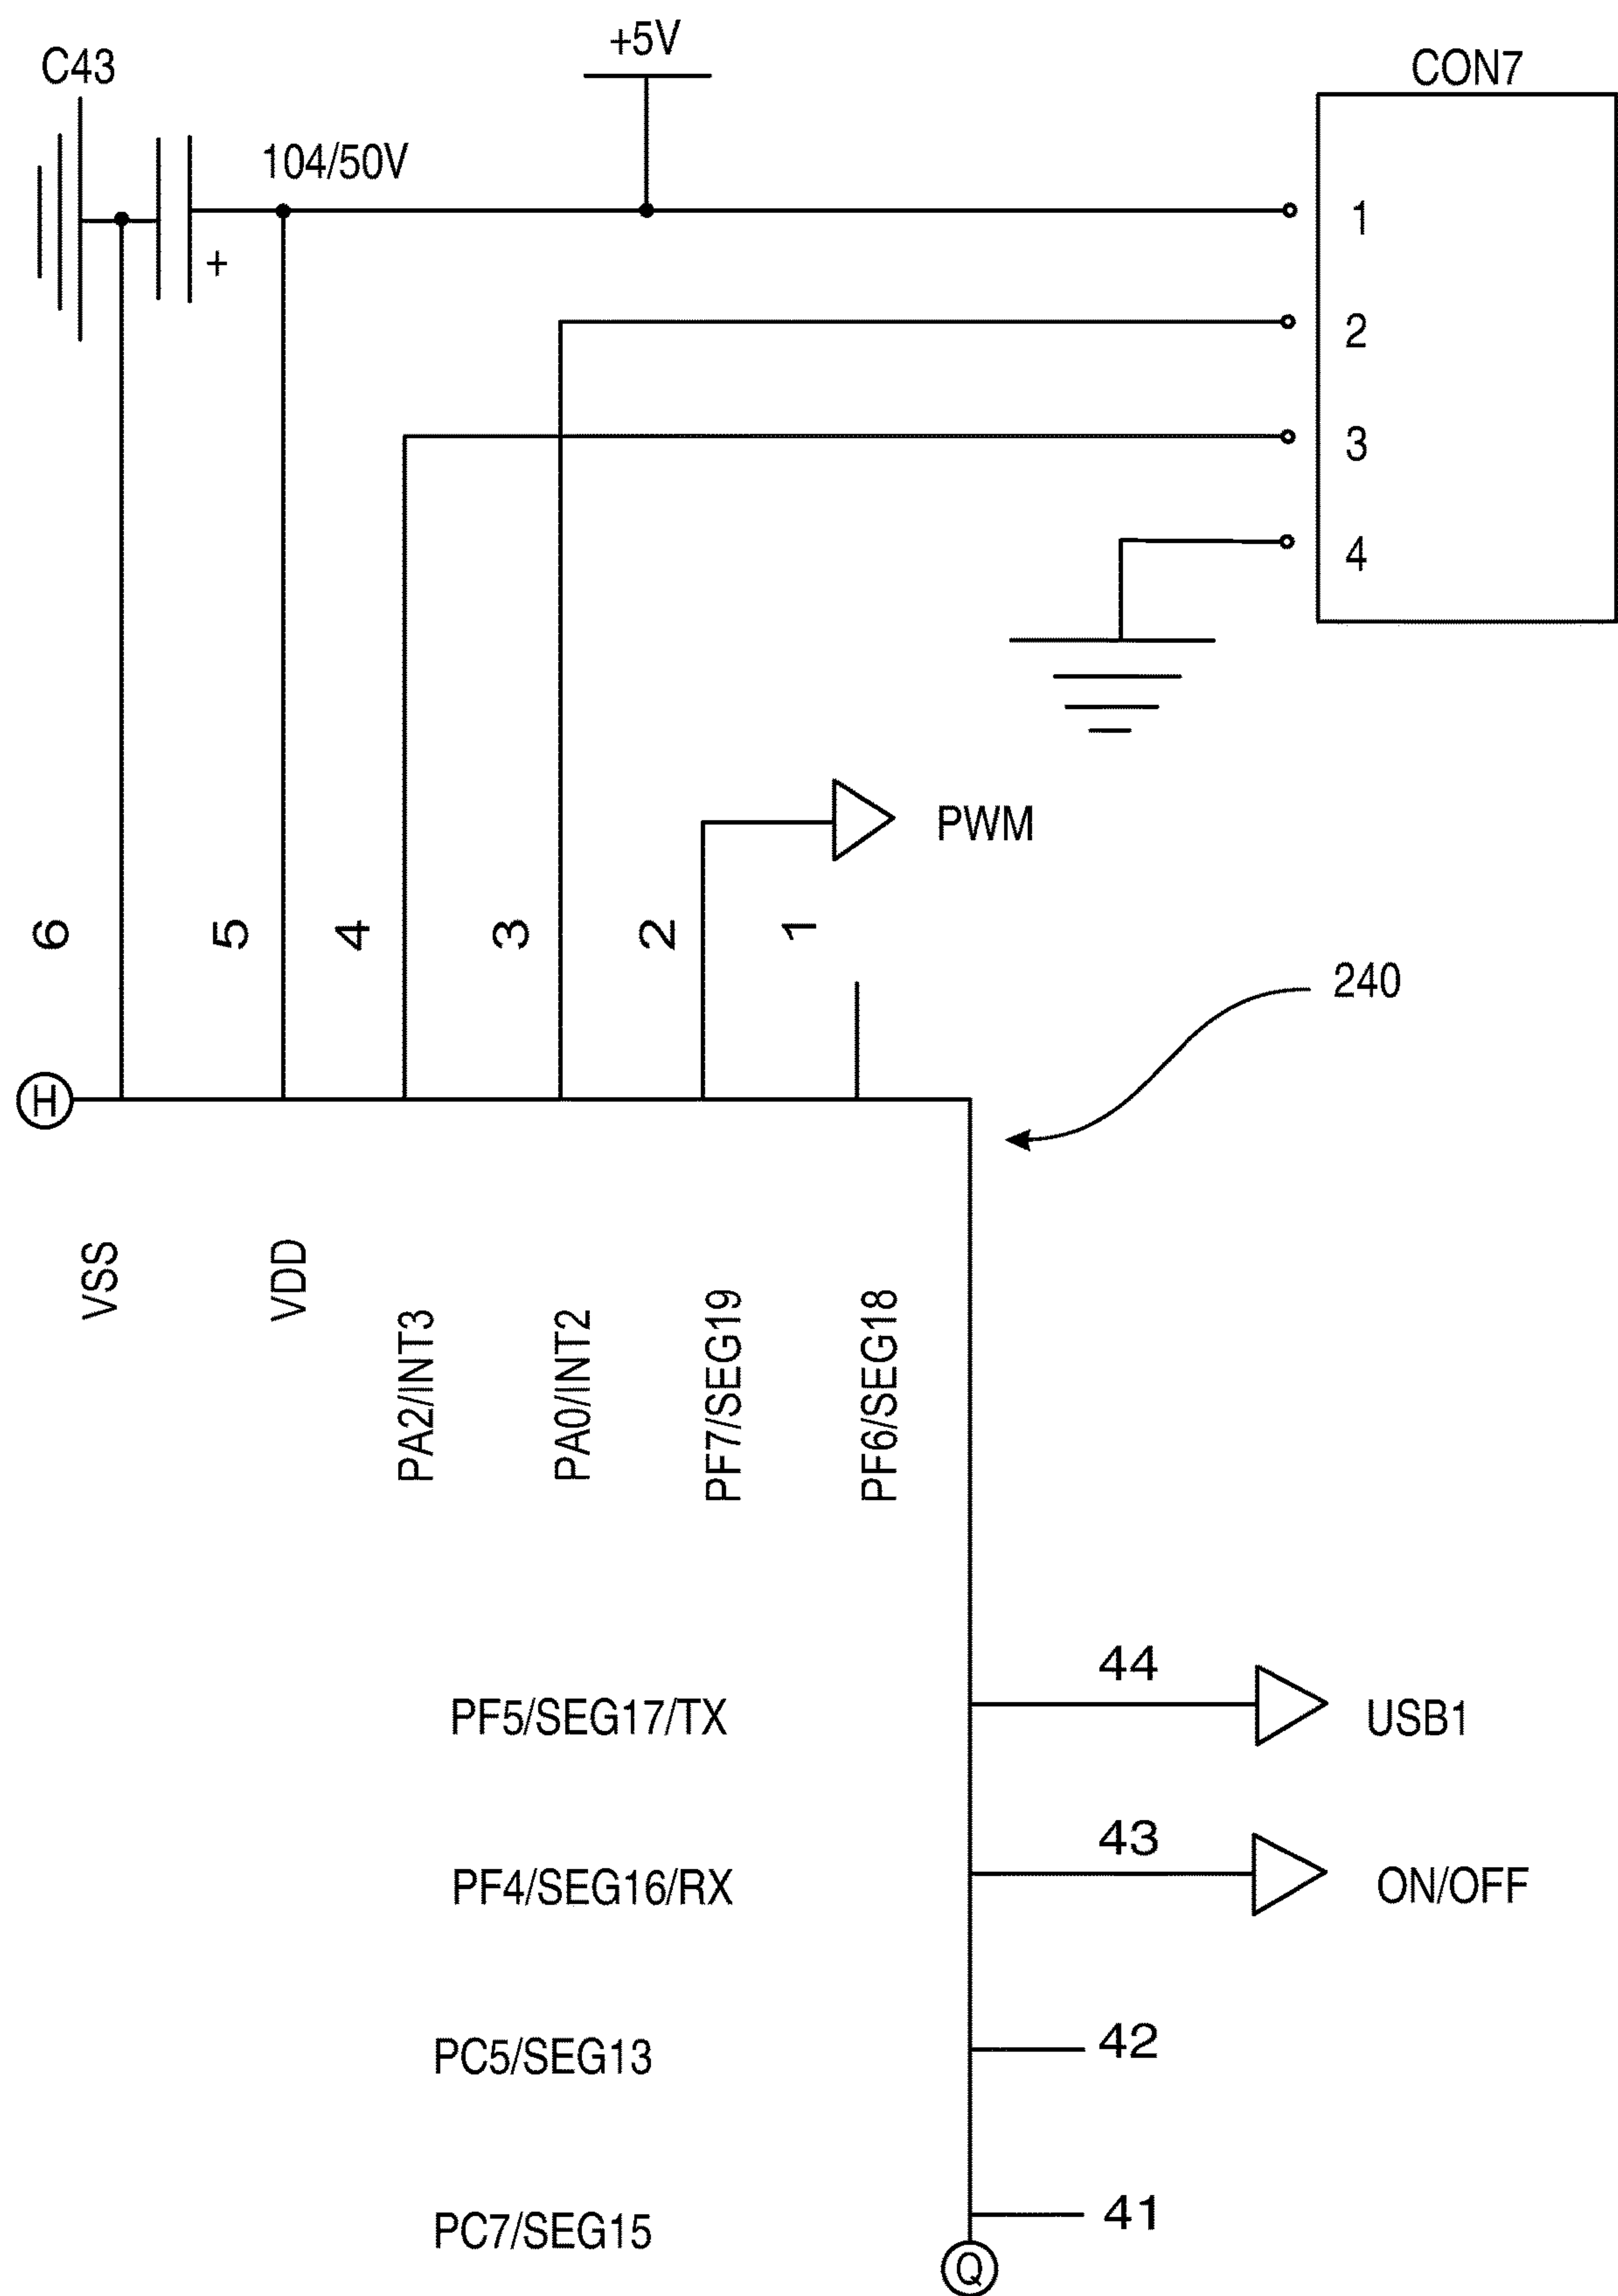 +5V
C43
CON7
104/50V
+
1
2
3
4
PWM
6
5
4
3
2
1
240
H
VSS
VDD
PA2/INT3
PA0/INT2
PF7/SEG19
PF6/SEG18
44
PF5/SEG17/TX
USB1
43
PF4/SEG16/RX
ON/OFF
PC5/SEG13
42
PC7/SEG15
41
Q